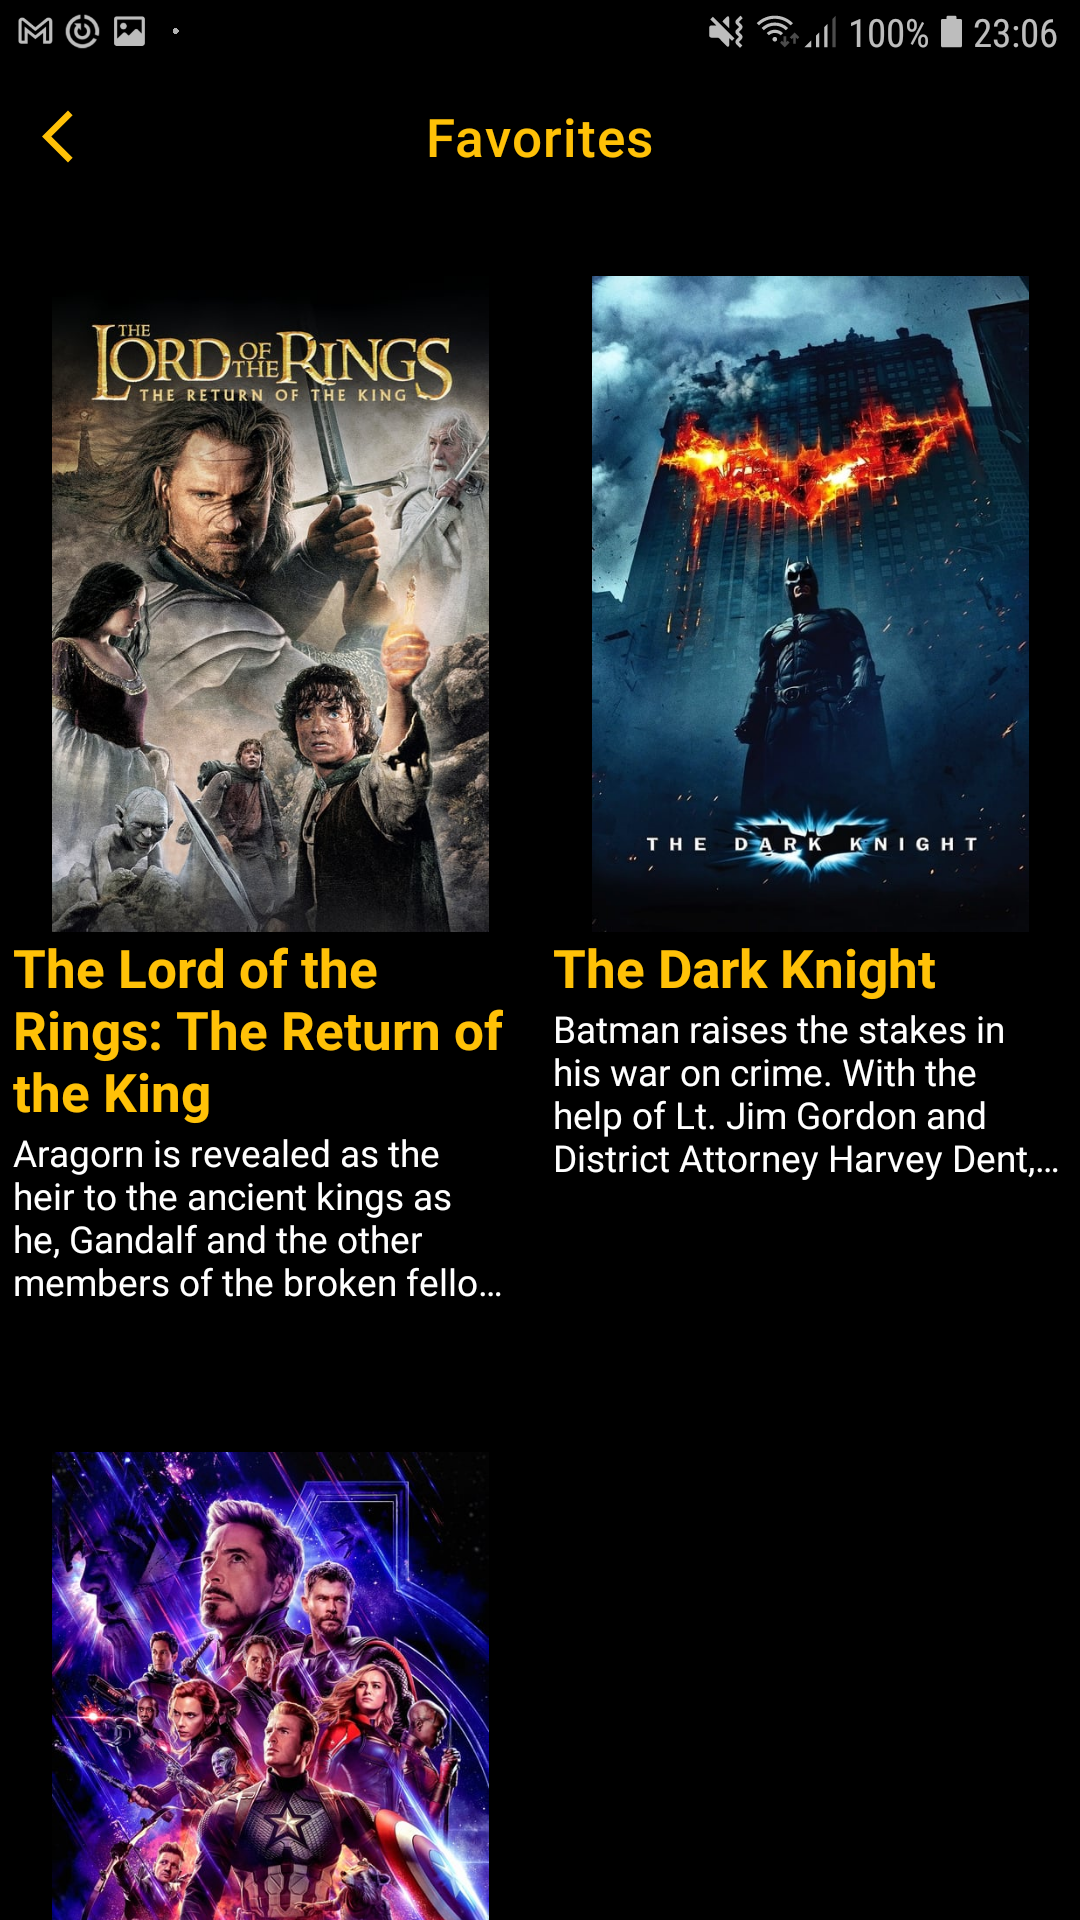 100% 23:06
Favorites
THE
LORD OF THE RINGS
THE RETURN OF THE KING
THE DARK KNIGHT
The Lord of the
Rings: The Return of
the King
Aragorn is revealed as the
heir to the ancient kings as
he, Gandalf and the other
members of the broken fello...
The Dark Knight
Batman raises the stakes in
his war on crime. With the
help of Lt. Jim Gordon and
District Attorney Harvey Dent,...